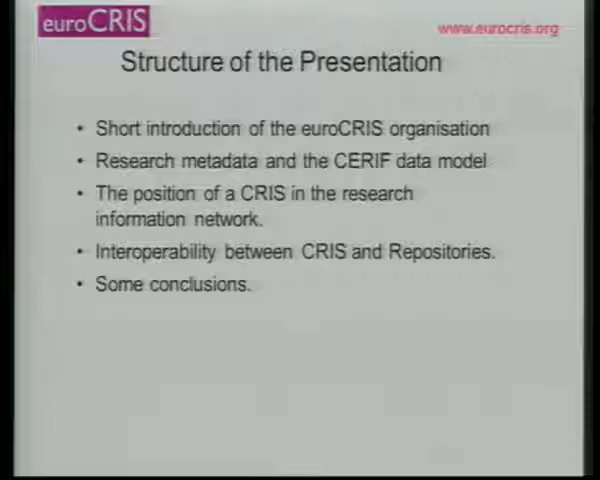 euroCRIS
www.eurocris.org
Structure of the Presentation
• Short introduction of the euroCRIS organisation
• Research metadata and the CERIF data model
• The position of a CRIS in the research
information network.
• Interoperability between CRIS and Repositories.
• Some conclusions.